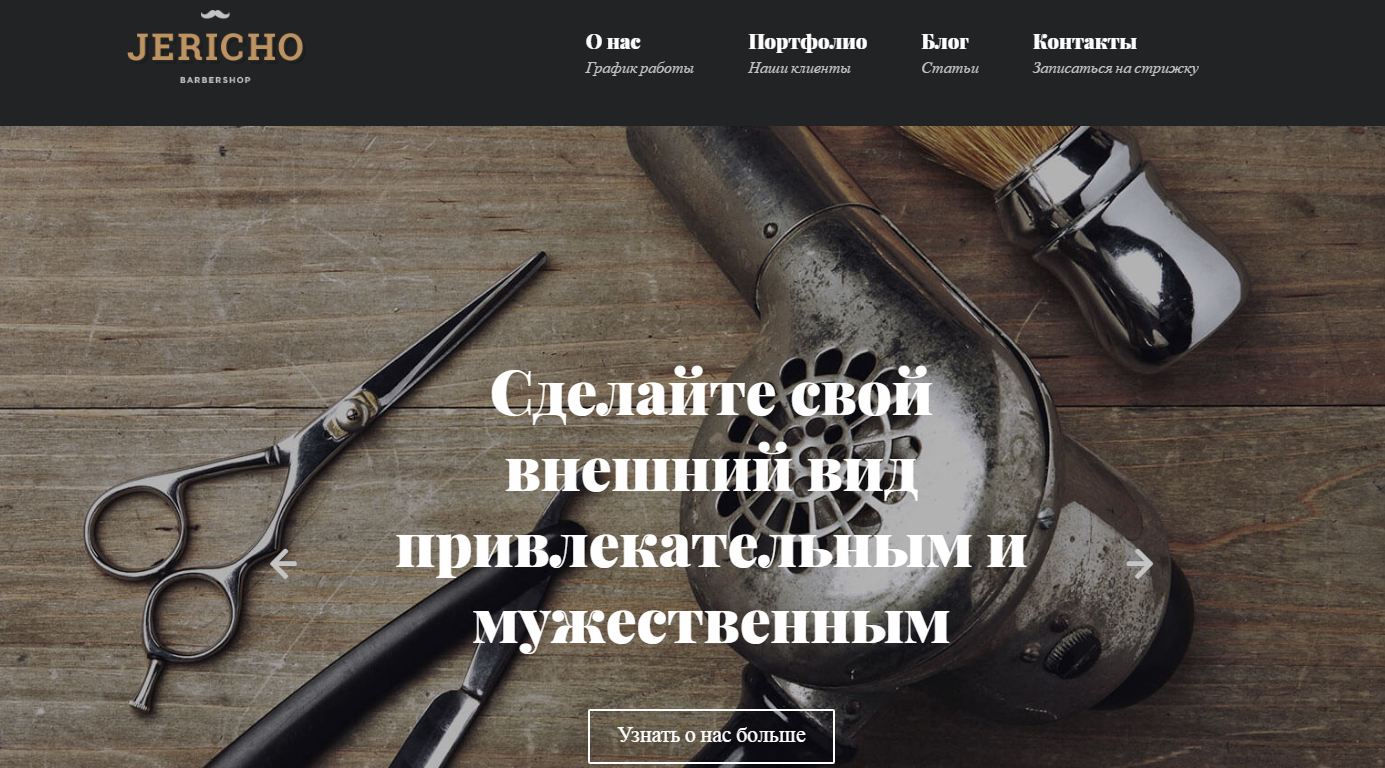 JERICHO
BARBERSHOP
О нас
График работы
Портфолио
Наши клиенты
Блог
Статьи
Контакты
Записаться на стрижку
Сделайте свой
внешний вид
привлекательным и
мужественным
Узнать о нас больше